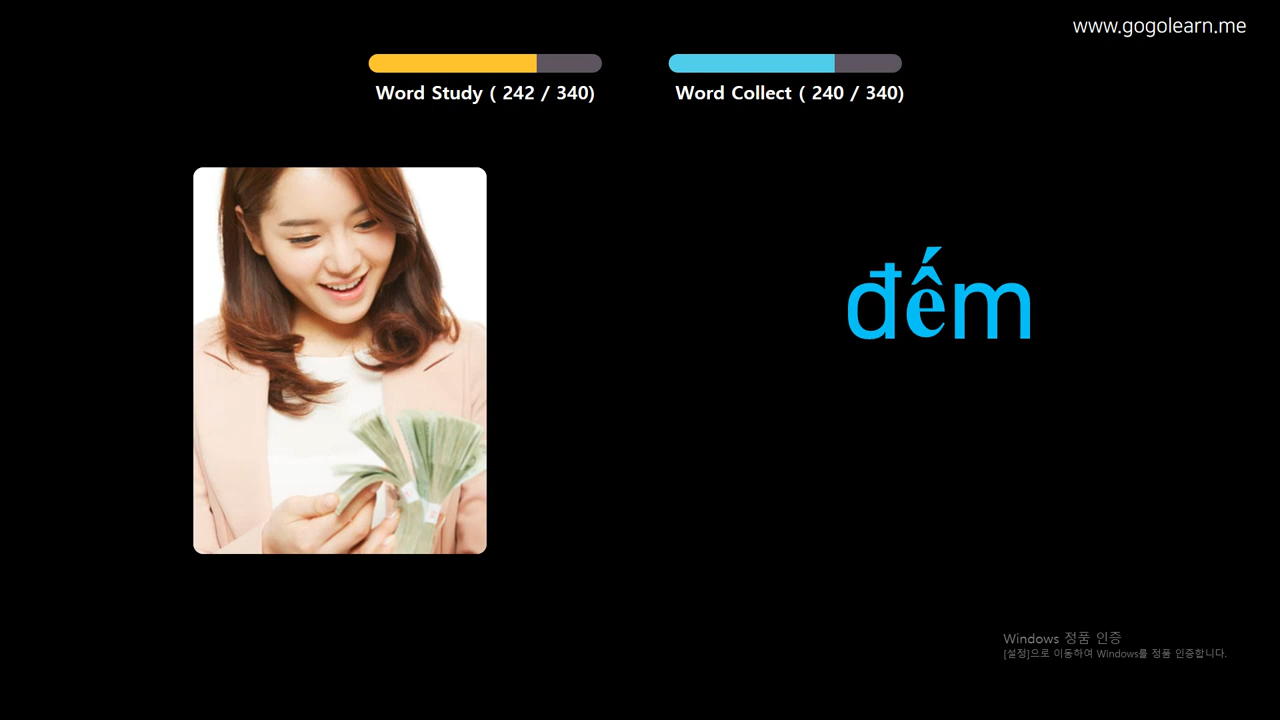 www.gogolearn.me
Word Study ( 242 / 340)
Word Collect ( 240 / 340)
đếm
Windows 정품 인증
[설정]으로 이동하여 Windows를 정품 인증합니다.